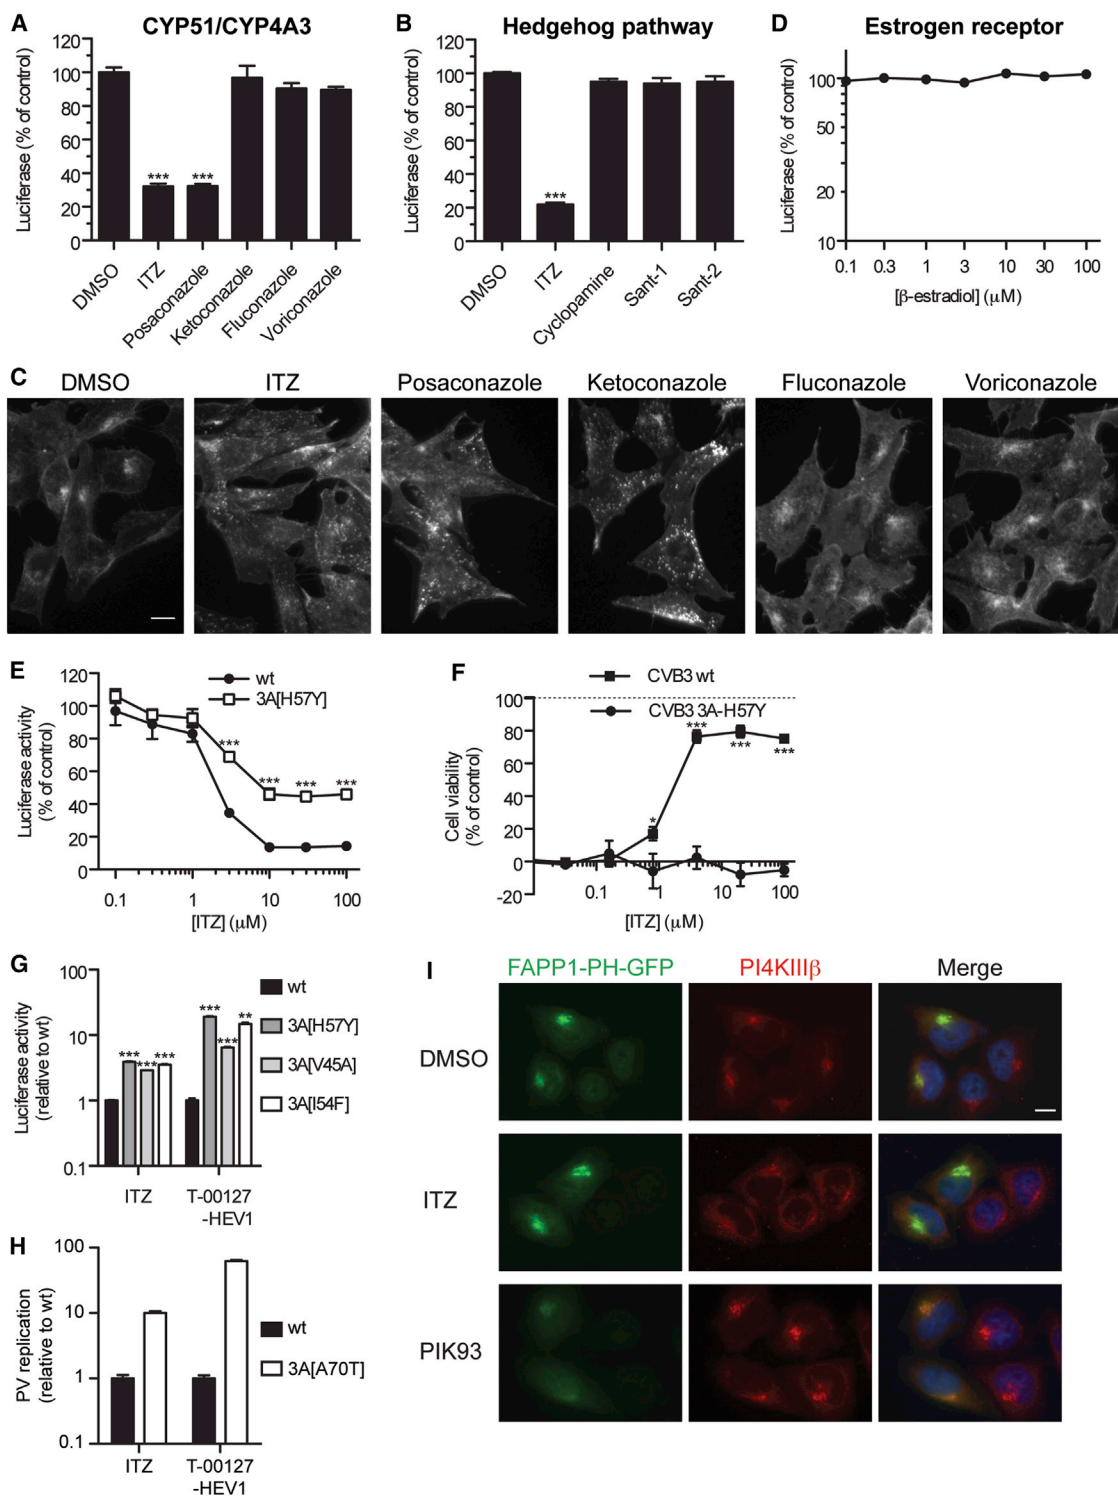 A
CYP51/CYP4A3
Luciferase (% of control)
120
100
80
60
40
20
0
***
***
DMSO
ITZ
Posaconazole
Ketoconazole
Fluconazole
Voriconazole
B
Hedgehog pathway
Luciferase (% of control)
120
100
80
60
40
20
0
***
DMSO
ITZ
Cyclopamine
Sant-1
Sant-2
D
Estrogen receptor
Luciferase (% of control)
100
50
20
10
0.1 0.3 1 3 10 30 100
[β-estradiol] (μM)
C
DMSO
ITZ
Posaconazole
Ketoconazole
Fluconazole
Voriconazole
E
Luciferase activity
(% of control)
120
100
80
60
40
20
0
wt
3A[H57Y]
***
*** *** ***
0.1 1 10 100
[ITZ] (μM)
F
CVB3 wt
CVB3 3A-H57Y
Cell viability
(% of control)
100
80
60
40
20
0
-20
*
***
***
***
0.1 1 10 100
[ITZ] (μM)
G
Luciferase activity
(relative to wt)
100
10
1
0.1
*** *** ***
*** *** **
wt
3A[H57Y]
3A[V45A]
3A[I54F]
ITZ
T-00127
-HEV1
H
PV replication
(relative to wt)
100
10
1
0.1
wt
3A[A70T]
ITZ
T-00127
-HEV1
I
FAPP1-PH-GFP
PI4KIIIβ
Merge
DMSO
ITZ
PIK93